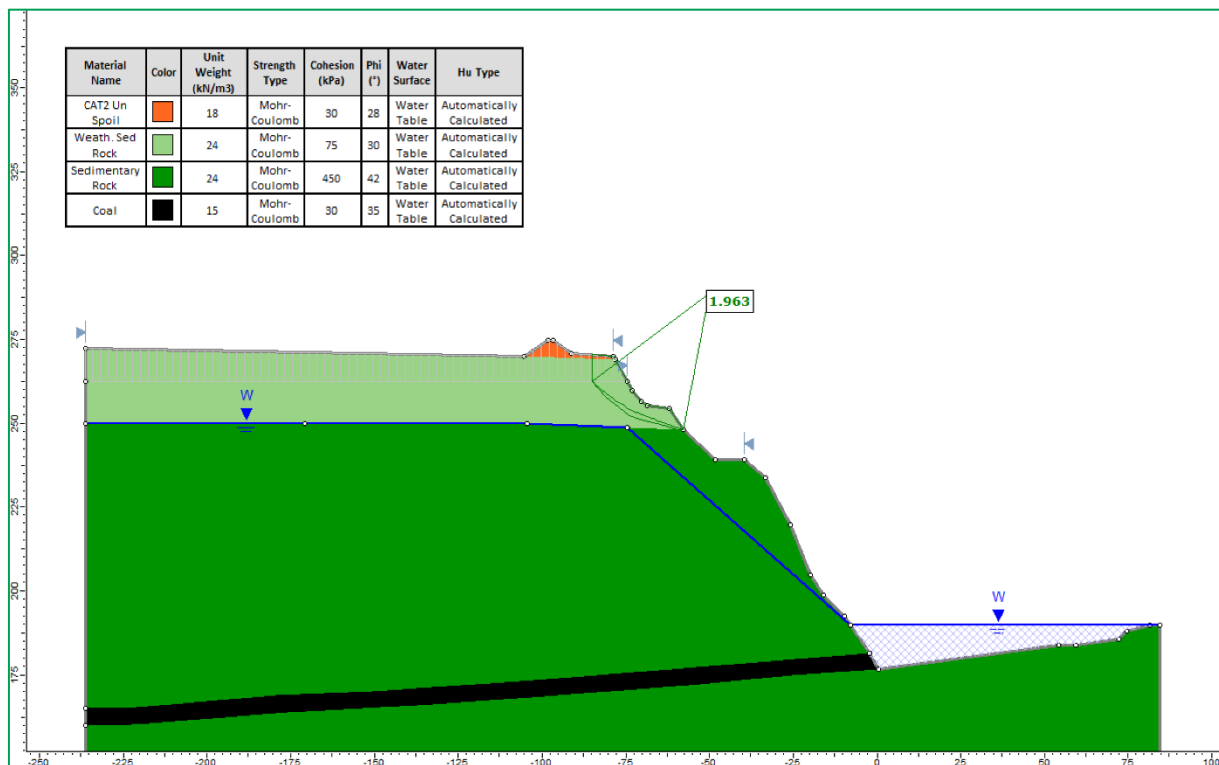 Material Name Color Unit Weight (kN/m3) Strength Type Cohesion (kPa) Phi (°) Water Surface Hu Type
CAT2 Un Spoil 18 Mohr-Coulomb 30 28 Water Table Automatically Calculated
Weath. Sed Rock 24 Mohr-Coulomb 75 30 Water Table Automatically Calculated
Sedimentary Rock 24 Mohr-Coulomb 450 42 Water Table Automatically Calculated
Coal 15 Mohr-Coulomb 30 35 Water Table Automatically Calculated
350
325
300
275
250
225
200
175
1.963
W
W
-250 -225 -200 -175 -150 -125 -100 -75 -50 -25 0 25 50 75 100